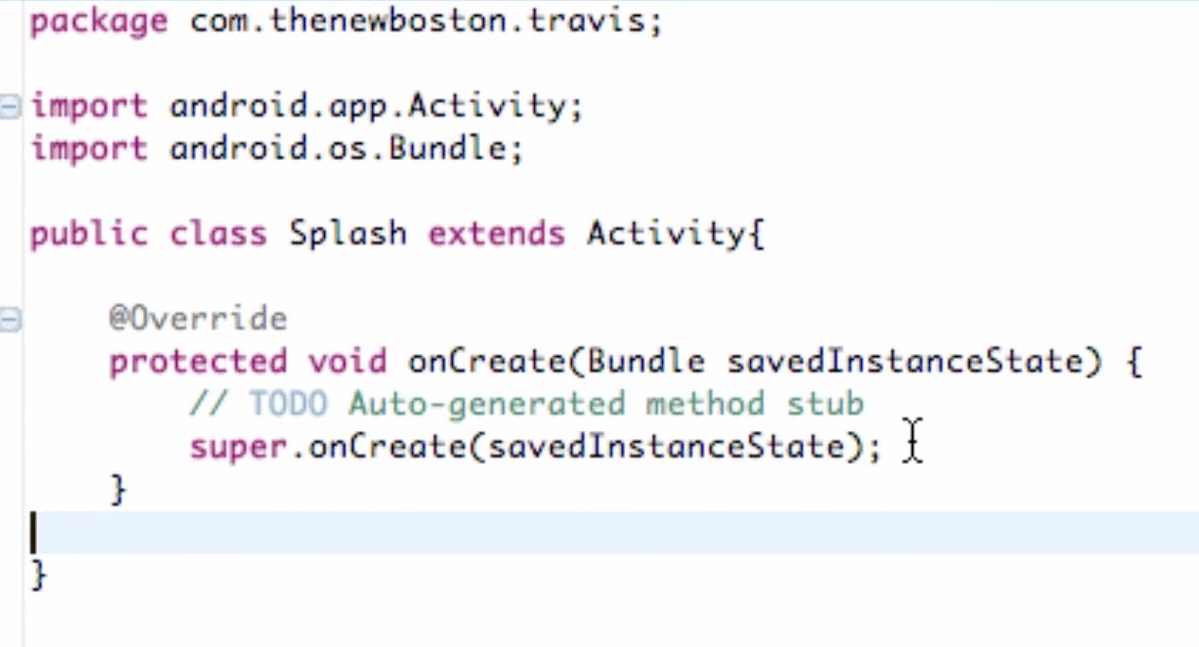 package com.thenewboston.travis;
import android.app.Activity;
import android.os.Bundle;
public class Splash extends Activity{
@Override
protected void onCreate(Bundle savedInstanceState) {
// TODO Auto-generated method stub
super.onCreate(savedInstanceState);
}
}